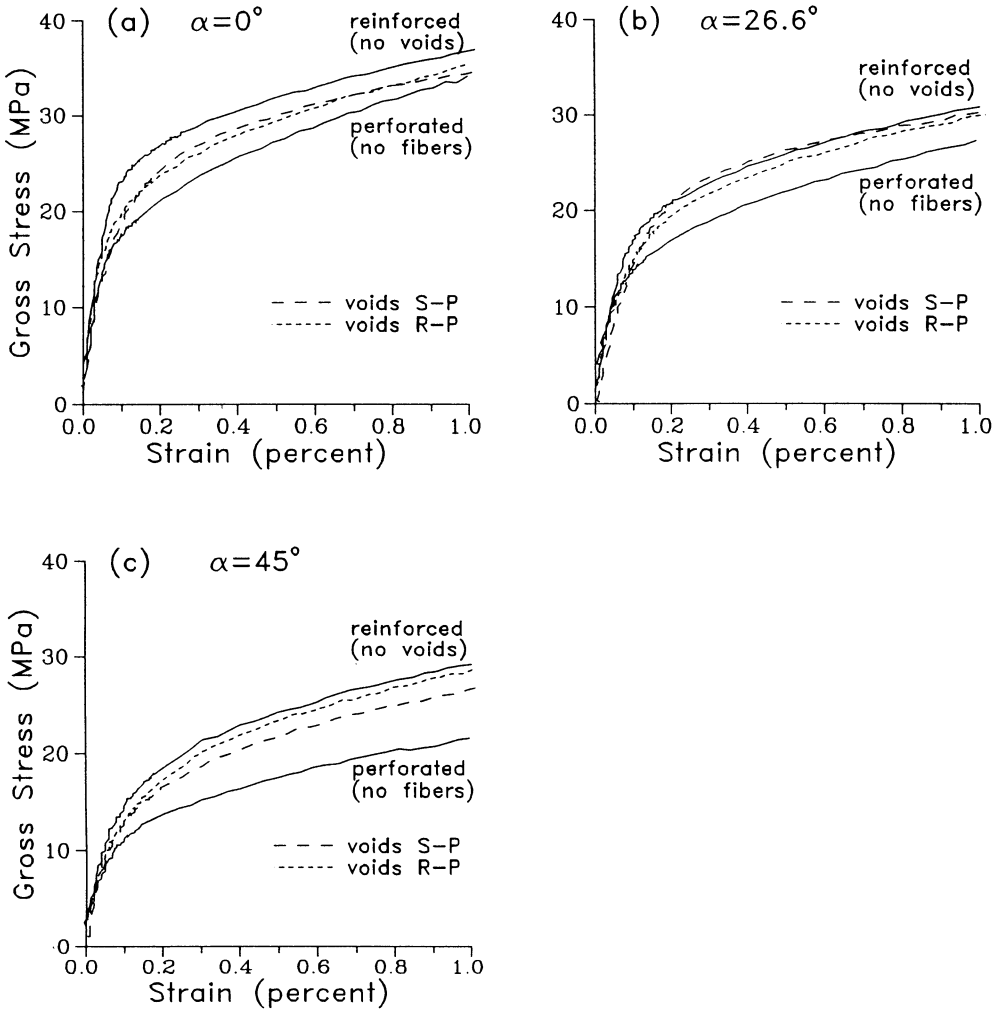 (a) α=0°
reinforced
(no voids)
perforated
(no fibers)
voids S-P
voids R-P
Gross Stress (MPa)
40
30
20
10
0
0.0 0.2 0.4 0.6 0.8 1.0
Strain (percent)
(b) α=26.6°
reinforced
(no voids)
perforated
(no fibers)
voids S-P
voids R-P
40
30
20
10
0
0.0 0.2 0.4 0.6 0.8 1.0
Strain (percent)
(c) α=45°
reinforced
(no voids)
perforated
(no fibers)
voids S-P
voids R-P
Gross Stress (MPa)
40
30
20
10
0
0.0 0.2 0.4 0.6 0.8 1.0
Strain (percent)